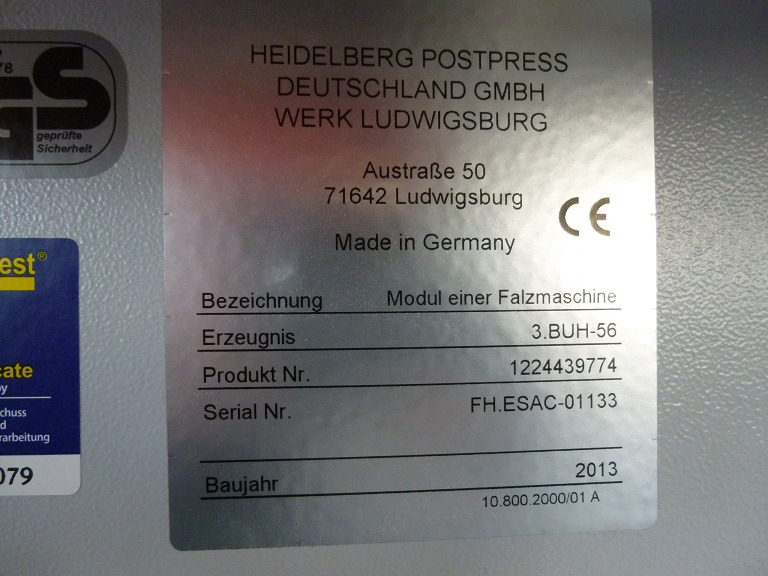 HEIDELBERG POSTPRESS
DEUTSCHLAND GMBH
WERK LUDWIGSBURG
Austraße 50
71642 Ludwigsburg
CE
Made in Germany
Bezeichnung Modul einer Falzmaschine
Erzeugnis 3.BUH-56
Produkt Nr. 1224439774
Serial Nr. FH.ESAC-01133
Baujahr 2013
10.800.2000/01 A
GS
geprüfte
Sicherheit
est®
cate
y
chuss
d
rarbeitung
079